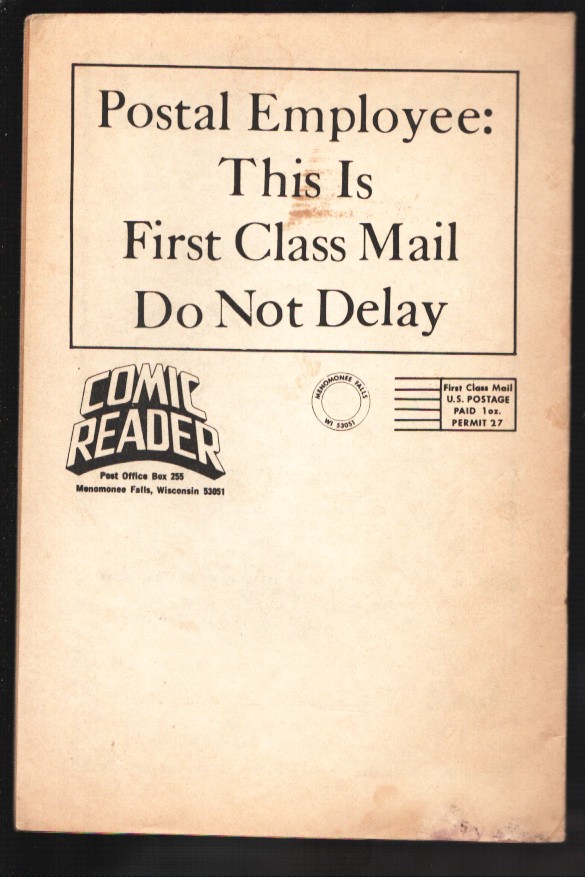 Postal Employee:
This Is
First Class Mail
Do Not Delay
COMIC
READER
Post Office Box 255
Menomonee Falls, Wisconsin 53051
MENOMONEE FALLS
WI 53051
First Class Mail
U.S. POSTAGE
PAID 1oz.
PERMIT 27